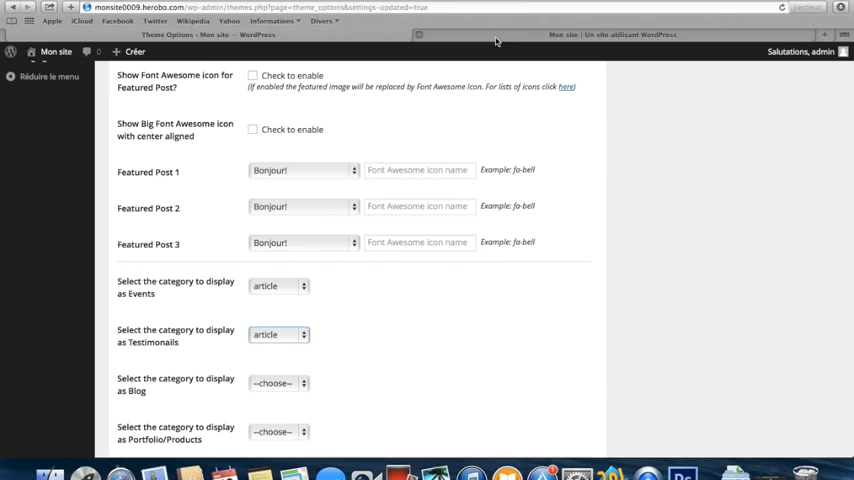 monsite0009.herobo.com/wp-admin/themes.php?page=theme_options&settings-updated=true
Lecteur
Apple iCloud Facebook Twitter Wikipedia Yahoo Informations Divers
Theme Options ‹ Mon site — WordPress
Mon site | Un site utilisant WordPress
Mon site 0 Créer
Salutations, admin
Réduire le menu
Show Font Awesome icon for Featured Post?
Check to enable
(If enabled the featured image will be replaced by Font Awesome Icon. For lists of icons click here)
Show Big Font Awesome icon with center aligned
Check to enable
Featured Post 1 Bonjour! Font Awesome icon name Example: fa-bell
Featured Post 2 Bonjour! Font Awesome icon name Example: fa-bell
Featured Post 3 Bonjour! Font Awesome icon name Example: fa-bell
Select the category to display as Events
article
Select the category to display as Testimonails
article
Select the category to display as Blog
--choose--
Select the category to display as Portfolio/Products
--choose--